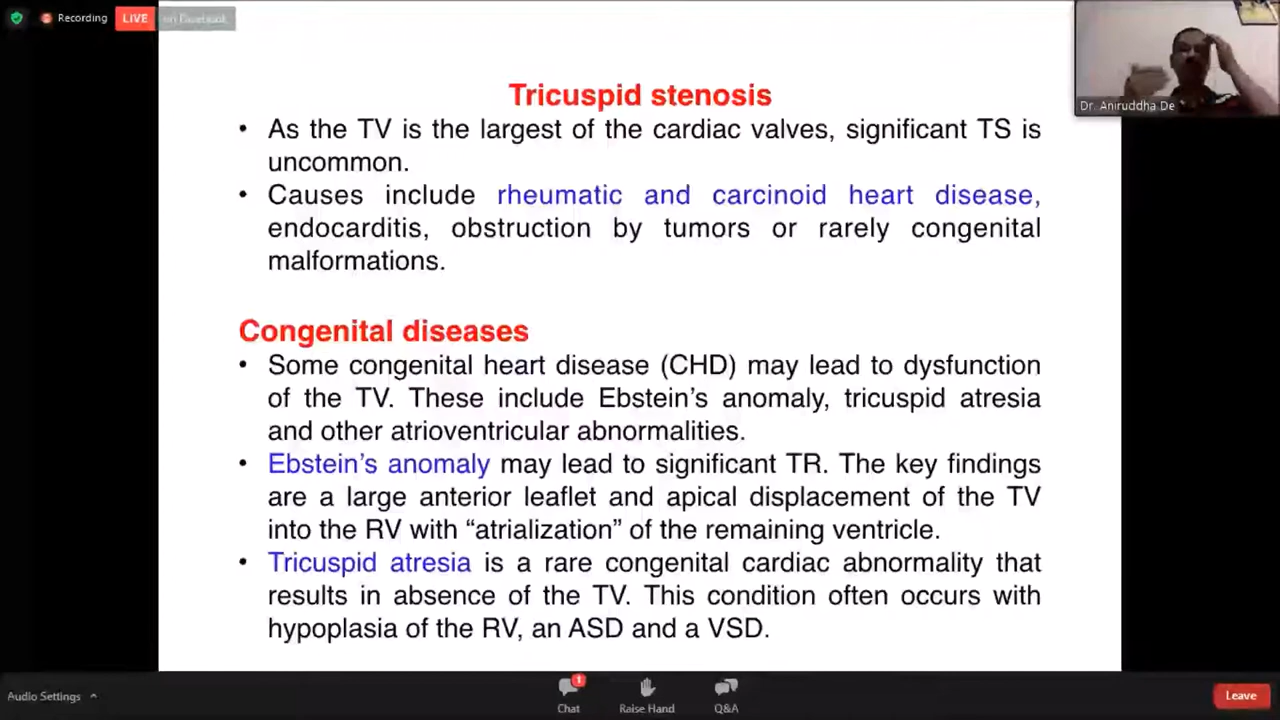 Recording LIVE on Facebook
Dr. Aniruddha De
Tricuspid stenosis
• As the TV is the largest of the cardiac valves, significant TS is
uncommon.
• Causes include rheumatic and carcinoid heart disease,
endocarditis, obstruction by tumors or rarely congenital
malformations.
Congenital diseases
• Some congenital heart disease (CHD) may lead to dysfunction
of the TV. These include Ebstein’s anomaly, tricuspid atresia
and other atrioventricular abnormalities.
• Ebstein’s anomaly may lead to significant TR. The key findings
are a large anterior leaflet and apical displacement of the TV
into the RV with “atrialization” of the remaining ventricle.
• Tricuspid atresia is a rare congenital cardiac abnormality that
results in absence of the TV. This condition often occurs with
hypoplasia of the RV, an ASD and a VSD.
Audio Settings
1
Chat Raise Hand Q&A
Leave